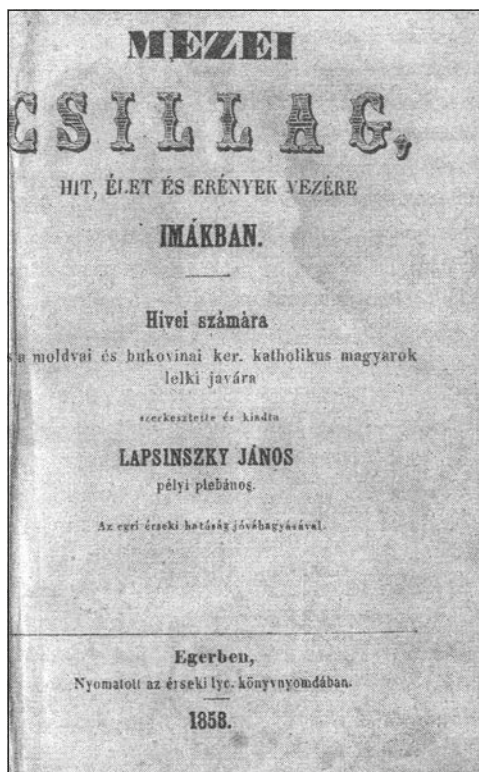 MEZEI
CSILLAG,
HIT, ÉLET ÉS ERÉNYEK VEZÉRE
IMÁKBAN.
Hivei számára
s a moldvai és bukovinai ker. katholikus magyarok
lelki javára
szerkesztette és kiadta
LAPSINSZKY JÁNOS
pélyi plebános.
Az egri érseki hatóság jóváhagyásával.
Egerben,
Nyomatott az érseki lyc. könyvnyomdában.
1858.